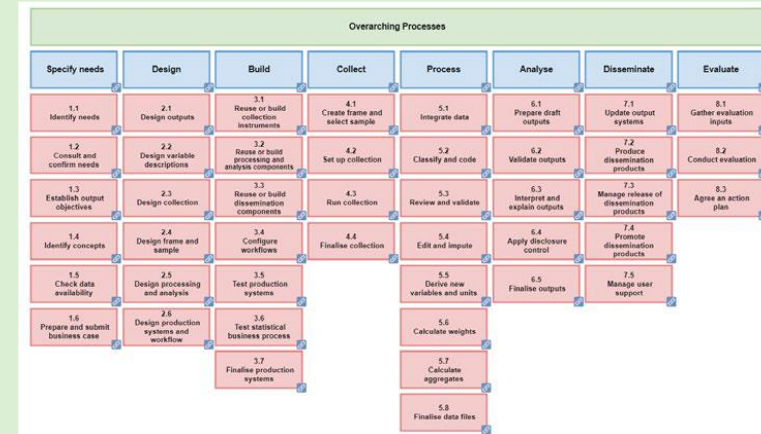 Overarching Processes
Specify needs
Design
Build
Collect
Process
Analyse
Disseminate
Evaluate
1.1
Identify needs
1.2
Consult and
confirm needs
1.3
Establish output
objectives
1.4
Identify concepts
1.5
Check data
availability
1.6
Prepare and submit
business case
2.1
Design outputs
2.2
Design variable
descriptions
2.3
Design collection
2.4
Design frame and
sample
2.5
Design processing
and analysis
2.6
Design production
systems and
workflow
3.1
Reuse or build
collection
instruments
3.2
Reuse or build
processing and
analysis components
3.3
Reuse or build
dissemination
components
3.4
Configure
workflows
3.5
Test production
systems
3.6
Test statistical
business process
3.7
Finalise production
systems
4.1
Create frame and
select sample
4.2
Set up collection
4.3
Run collection
4.4
Finalise collection
5.1
Integrate data
5.2
Classify and code
5.3
Review and validate
5.4
Edit and impute
5.5
Derive new
variables and units
5.6
Calculate weights
5.7
Calculate
aggregates
5.8
Finalise data files
6.1
Prepare draft
outputs
6.2
Validate outputs
6.3
Interpret and
explain outputs
6.4
Apply disclosure
control
6.5
Finalise outputs
7.1
Update output
systems
7.2
Produce
dissemination
products
7.3
Manage release of
dissemination
products
7.4
Promote
dissemination
products
7.5
Manage user
support
8.1
Gather evaluation
inputs
8.2
Conduct evaluation
8.3
Agree an action
plan